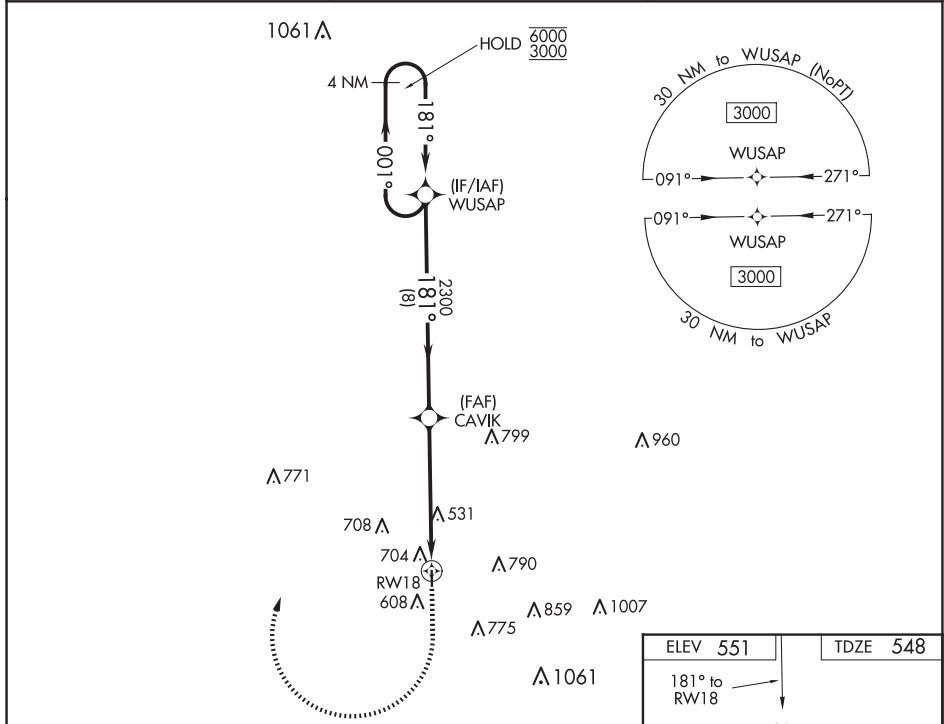 1061
HOLD 6000
3000
4 NM
181°
001°
(IF/IAF)
WUSAP
2300
181°
(8)
(FAF)
CAVIK
799
960
771
531
708
704
790
RW18
608
859
1007
775
1061
30 NM to WUSAP (NoPT)
3000
WUSAP
091°
271°
091°
271°
WUSAP
3000
30 NM to WUSAP
ELEV 551
TDZE 548
181° to
RW18